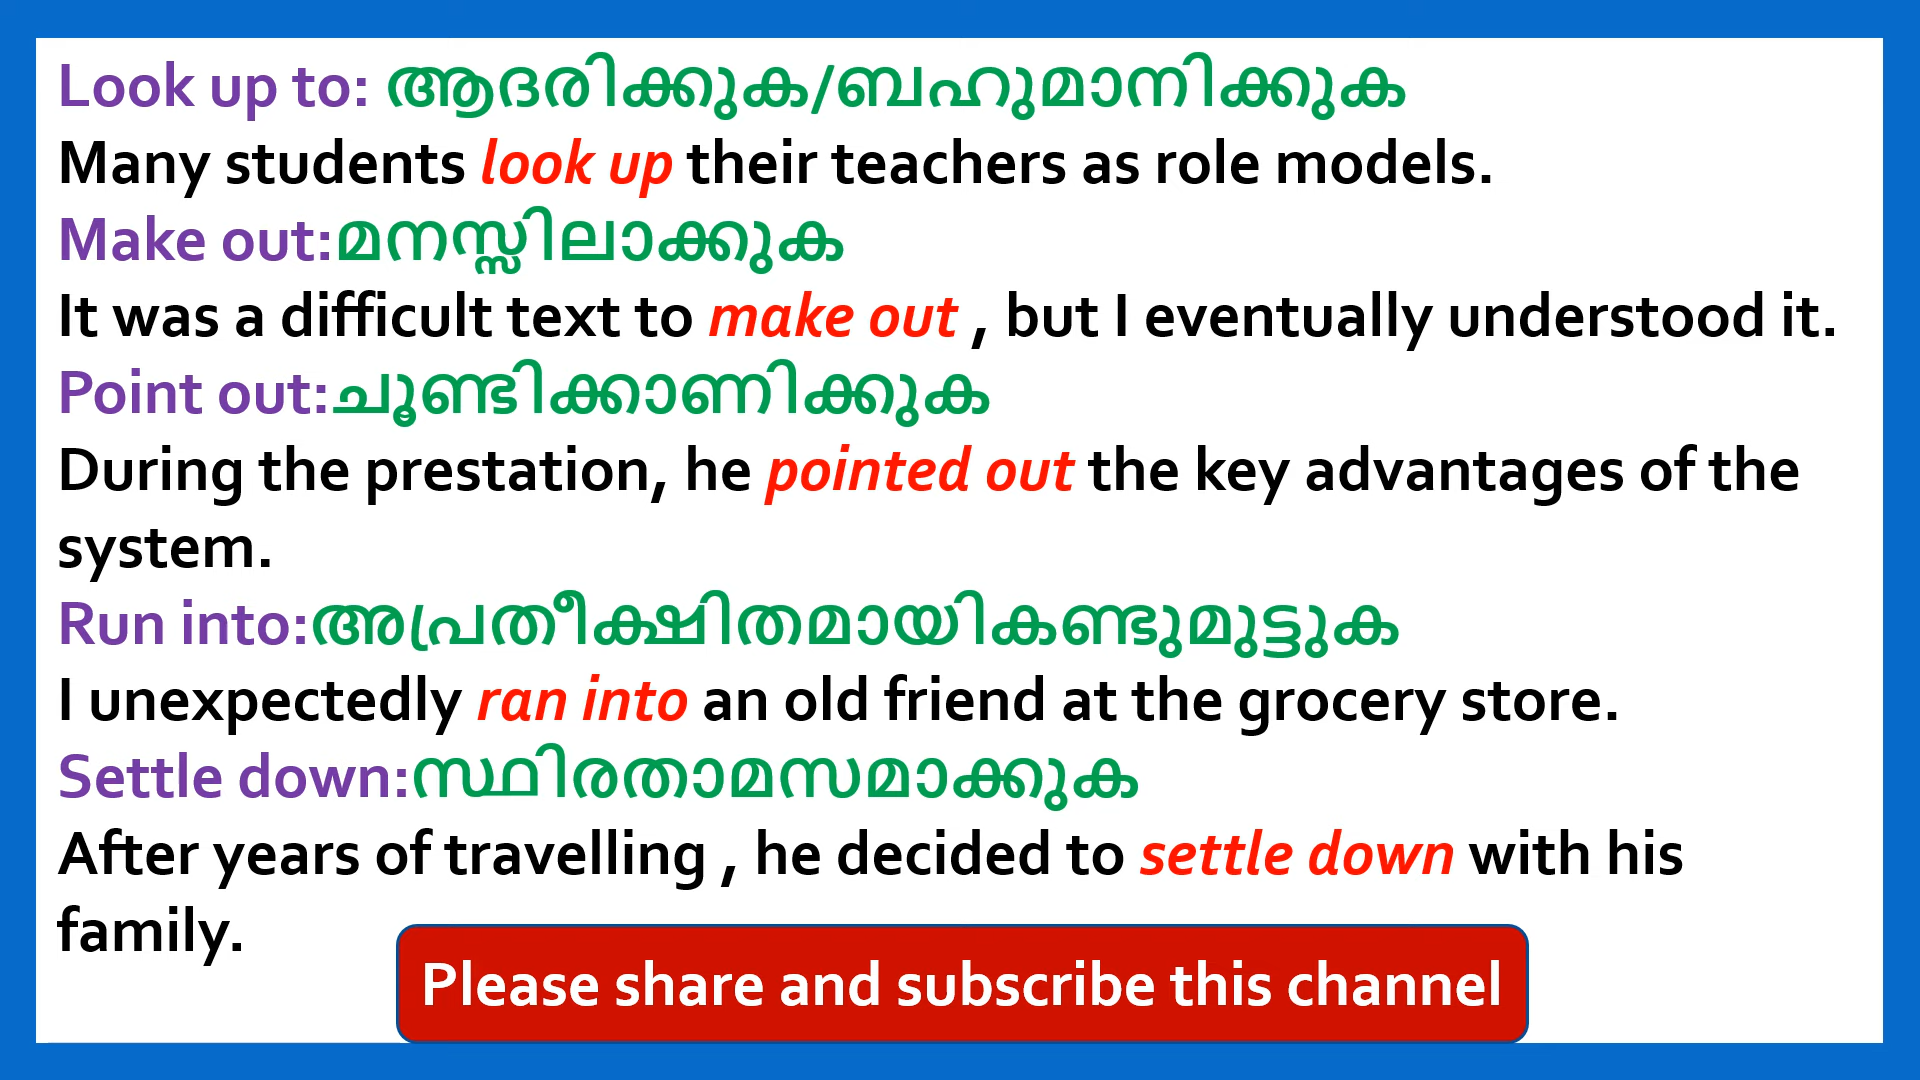 Look up to: ആദരിക്കുക/ബഹുമാനിക്കുക
Many students look up their teachers as role models.
Make out:മനസ്സിലാക്കുക
It was a difficult text to make out , but I eventually understood it.
Point out:ചൂണ്ടിക്കാണിക്കുക
During the prestation, he pointed out the key advantages of the
system.
Run into:അപ്രതീക്ഷിതമായികണ്ടുമുട്ടുക
I unexpectedly ran into an old friend at the grocery store.
Settle down:സ്ഥിരതാമസമാക്കുക
After years of travelling , he decided to settle down with his
family.
Please share and subscribe this channel